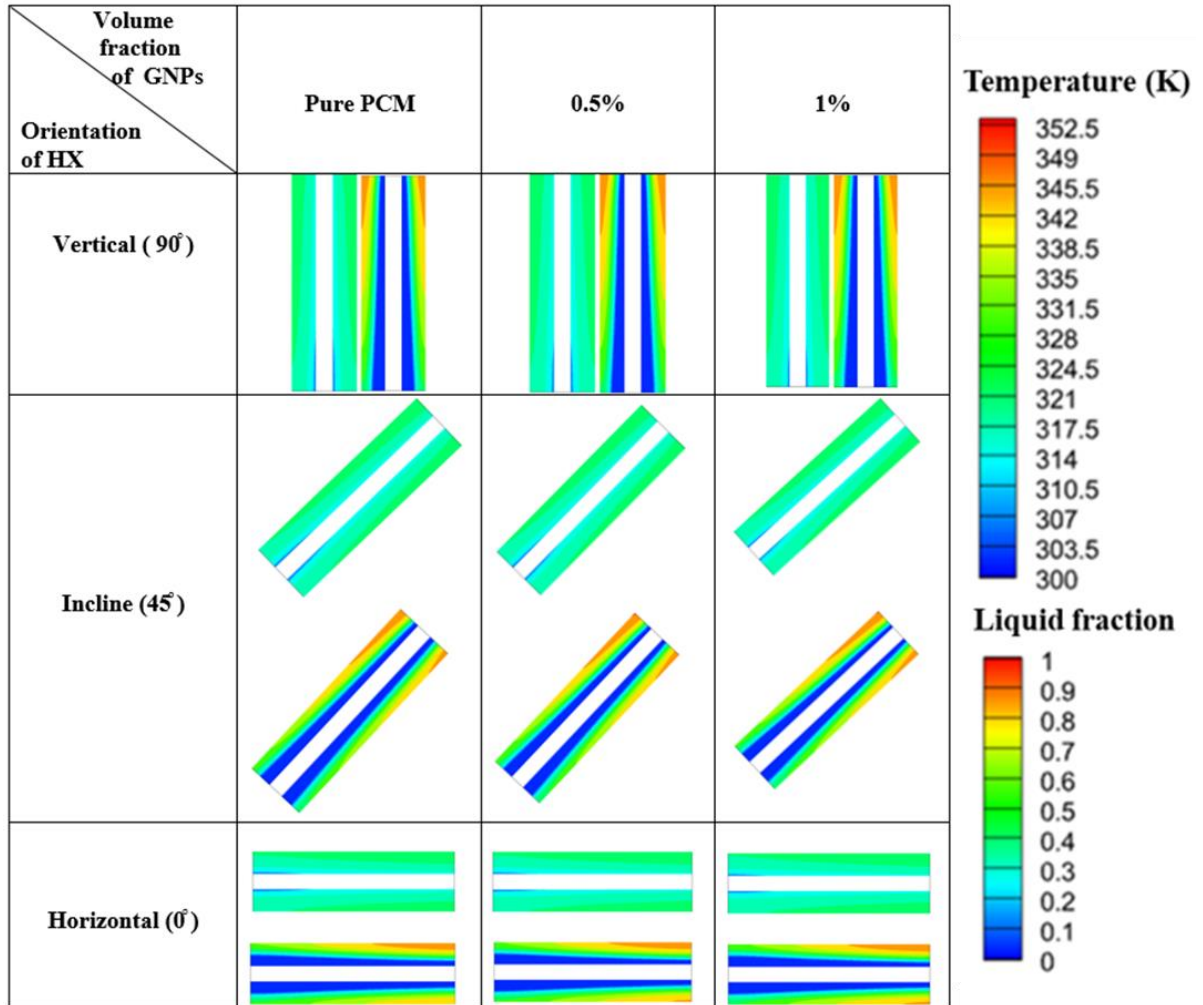 Volume
fraction
of GNPs
Orientation
of HX
Pure PCM
0.5%
1%
Vertical ( 90°)
Incline (45°)
Horizontal (0°)
Temperature (K)
352.5
349
345.5
342
338.5
335
331.5
328
324.5
321
317.5
314
310.5
307
303.5
300
Liquid fraction
1
0.9
0.8
0.7
0.6
0.5
0.4
0.3
0.2
0.1
0